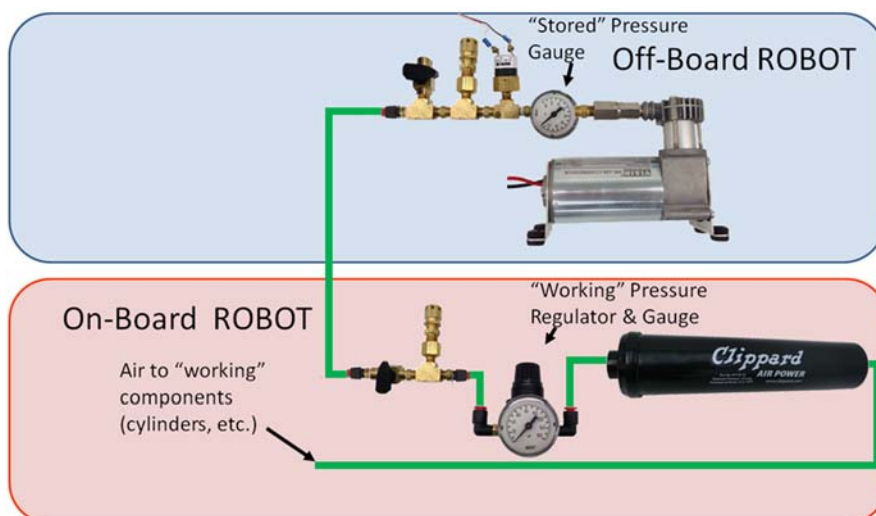 “Stored” Pressure
Gauge
Off-Board ROBOT
On-Board ROBOT
“Working” Pressure
Regulator & Gauge
Air to “working”
components
(cylinders, etc.)
Clippard
AIR POWER